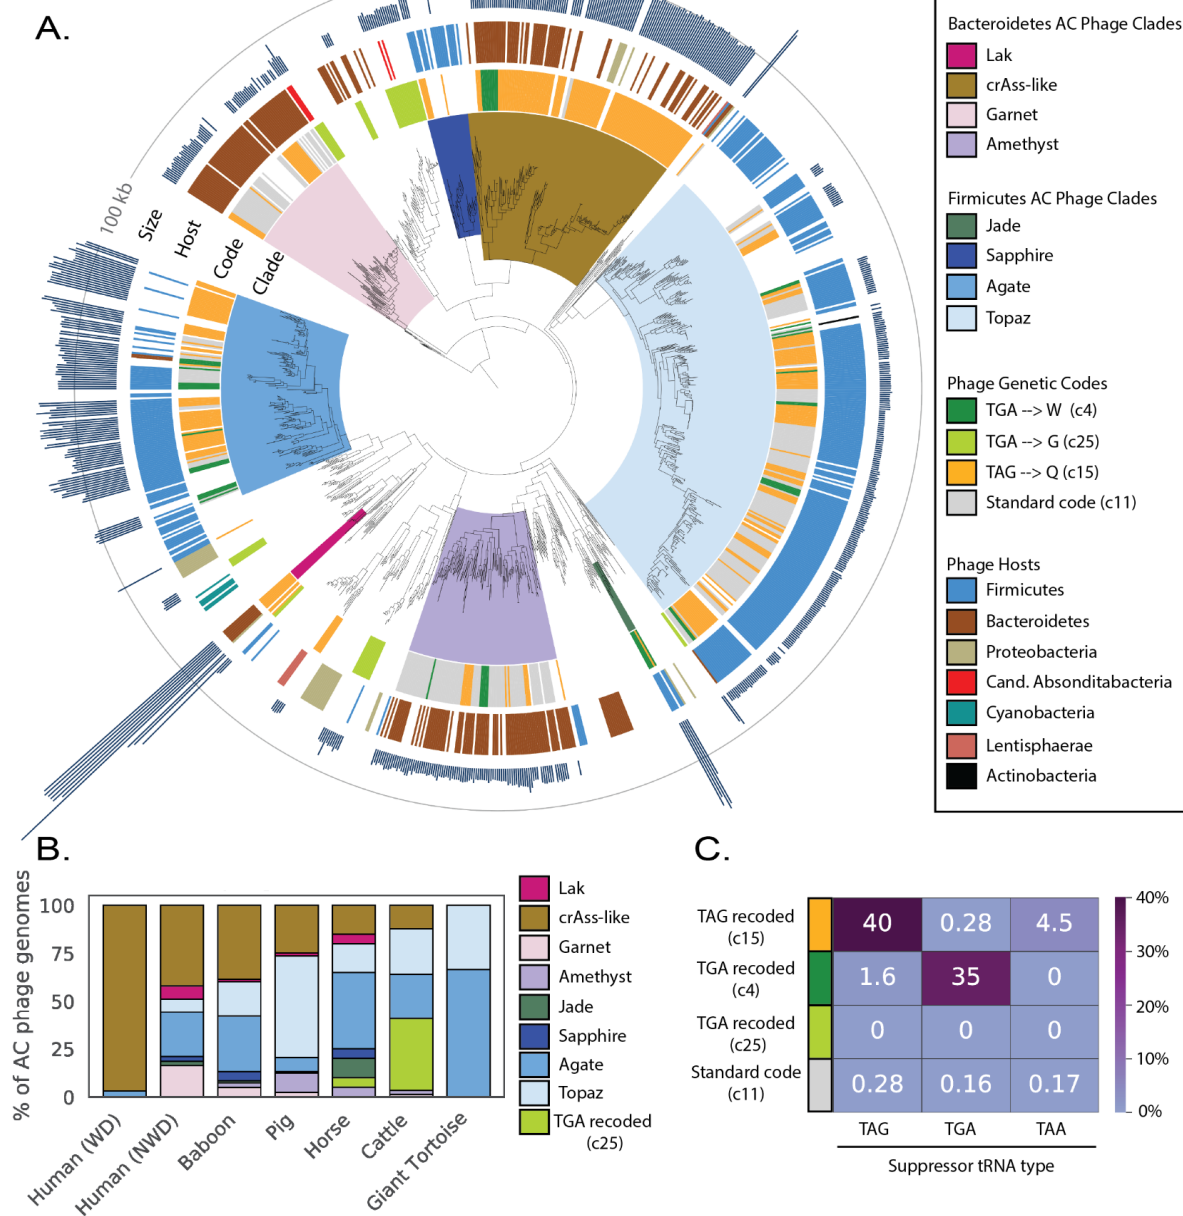 A.
100 kb
Size
Host
Code
Clade
Bacteroidetes AC Phage Clades
Lak
crAss-like
Garnet
Amethyst
Firmicutes AC Phage Clades
Jade
Sapphire
Agate
Topaz
Phage Genetic Codes
TGA --> W (c4)
TGA --> G (c25)
TAG --> Q (c15)
Standard code (c11)
Phage Hosts
Firmicutes
Bacteroidetes
Proteobacteria
Cand. Absonditabacteria
Cyanobacteria
Lentisphaerae
Actinobacteria
B.
% of AC phage genomes
100
75
50
25
0
Human (WD)
Human (NWD)
Baboon
Pig
Horse
Cattle
Giant Tortoise
Lak
crAss-like
Garnet
Amethyst
Jade
Sapphire
Agate
Topaz
TGA recoded
(c25)
C.
TAG recoded
(c15)
40 0.28 4.5
TGA recoded
(c4)
1.6 35 0
TGA recoded
(c25)
0 0 0
Standard code
(c11)
0.28 0.16 0.17
TAG TGA TAA
Suppressor tRNA type
40%
30%
20%
10%
0%